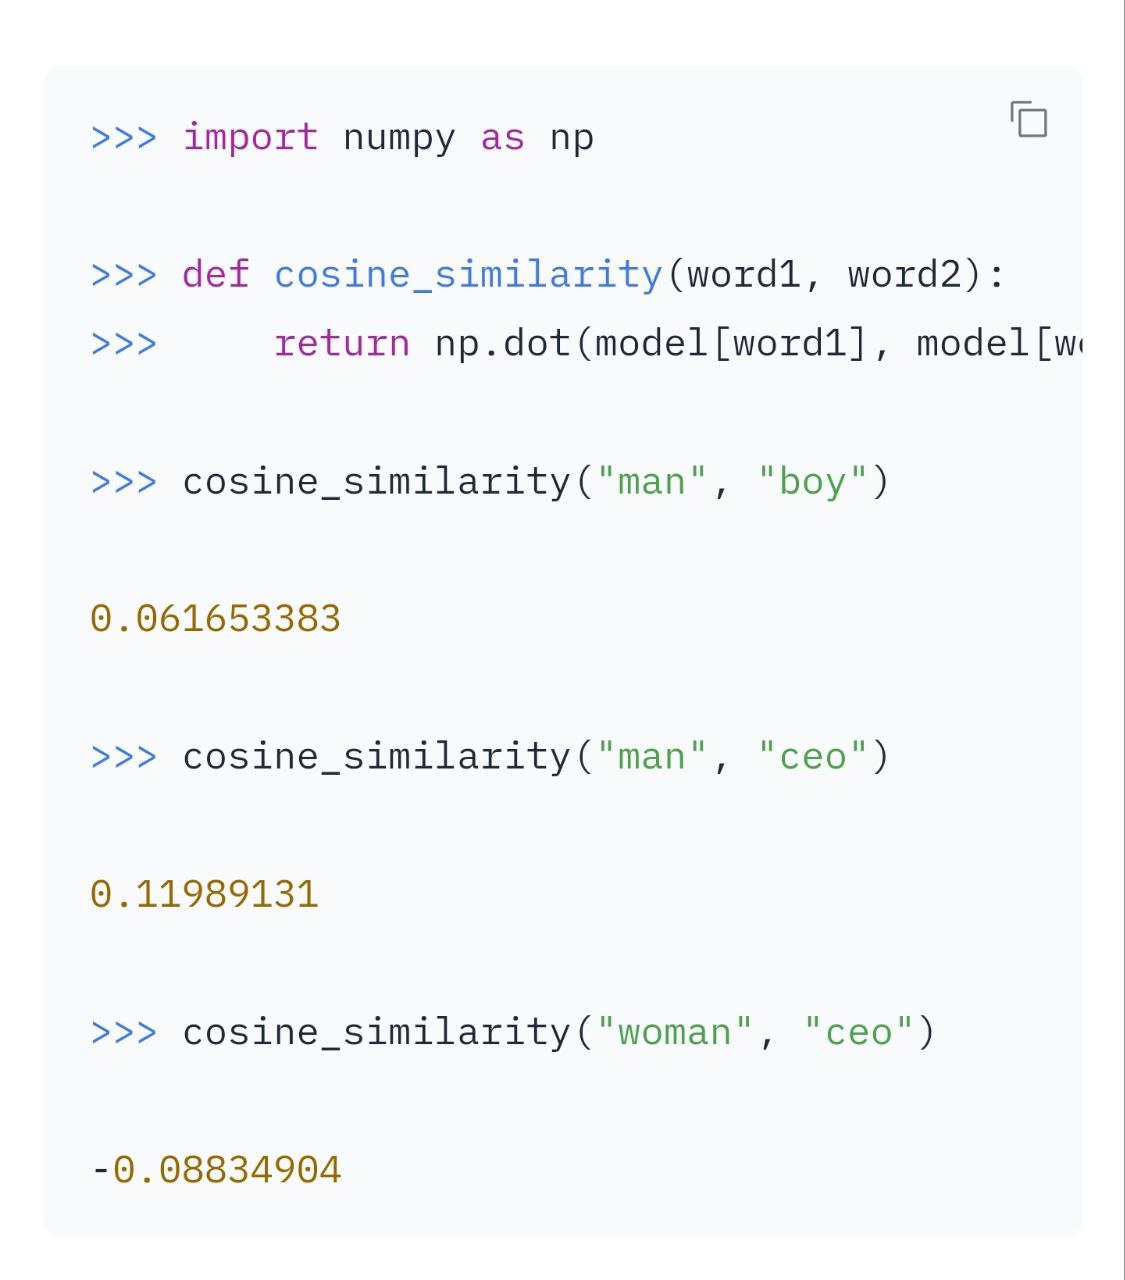 >>> import numpy as np
>>> def cosine_similarity(word1, word2):
>>>     return np.dot(model[word1], model[
>>> cosine_similarity("man", "boy")
0.061653383
>>> cosine_similarity("man", "ceo")
0.11989131
>>> cosine_similarity("woman", "ceo")
-0.08834904